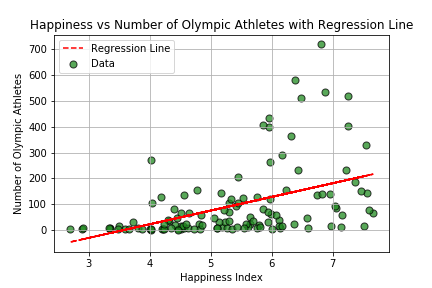 Happiness vs Number of Olympic Athletes with Regression Line
Number of Olympic Athletes
700
600
500
400
300
200
100
0
Regression Line
Data
3 4 5 6 7
Happiness Index